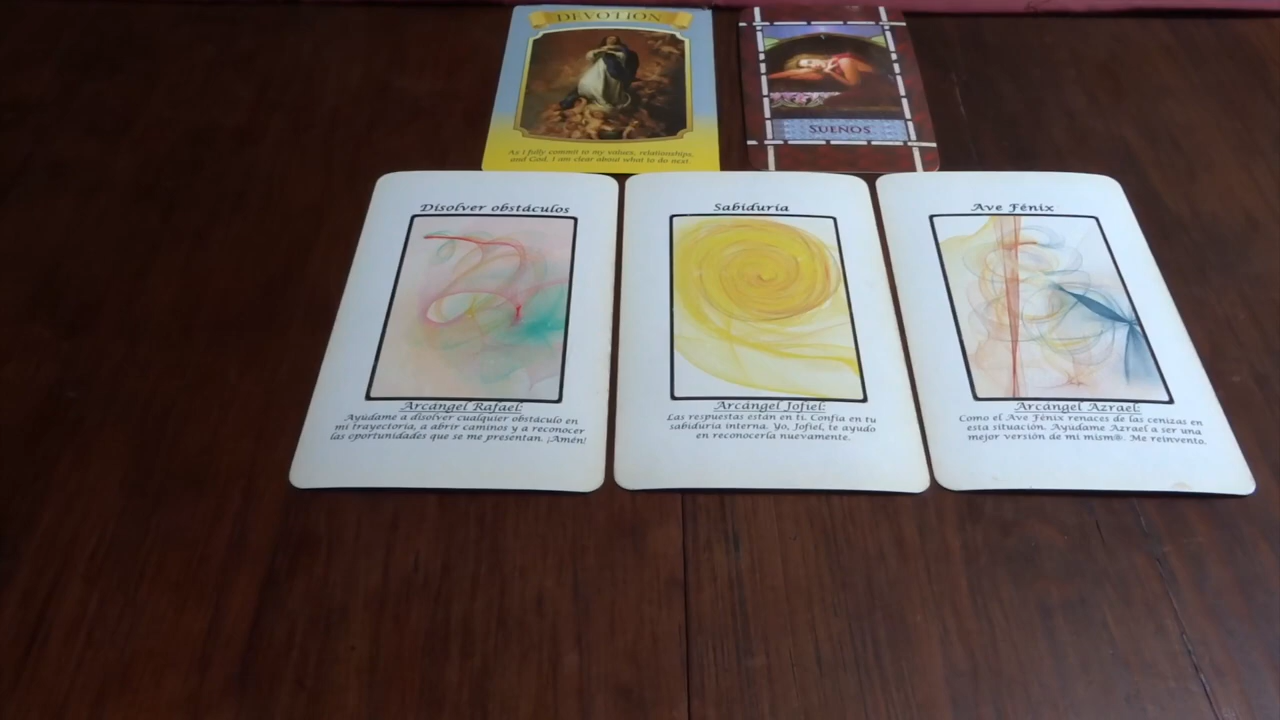 DEVOTION
As I fully commit to my values, relationships,
and God, I am clear about what to do next.
SUEÑOS
Disolver obstáculos
Arcángel Rafael:
Ayúdame a disolver cualquier obstáculo en
mi trayectoria, a abrir caminos y a reconocer
las oportunidades que se me presentan. ¡Amén!
Sabiduría
Arcángel Jofiel:
Las respuestas están en ti. Confía en tu
sabiduría interna. Yo, Jofiel, te ayudo
en reconocerla nuevamente.
Ave Fénix
Arcángel Azrael:
Como el Ave Fénix renaces de las cenizas en
esta situación. Ayúdame Azrael a ser una
mejor versión de mi mism@. Me reinvento.